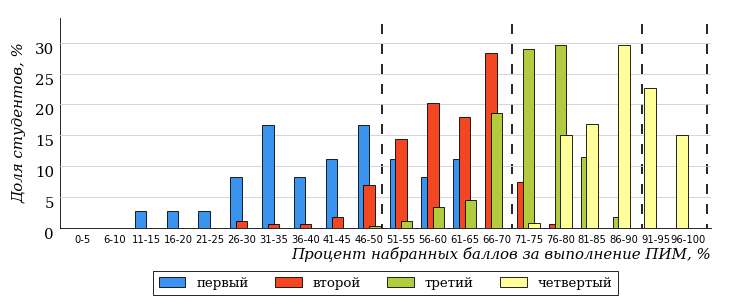 Доля студентов, %
30
25
20
15
10
5
0
0-5 6-10 11-15 16-20 21-25 26-30 31-35 36-40 41-45 46-50 51-55 56-60 61-65 66-70 71-75 76-80 81-85 86-90 91-95 96-100
Процент набранных баллов за выполнение ПИМ, %
первый второй третий четвертый